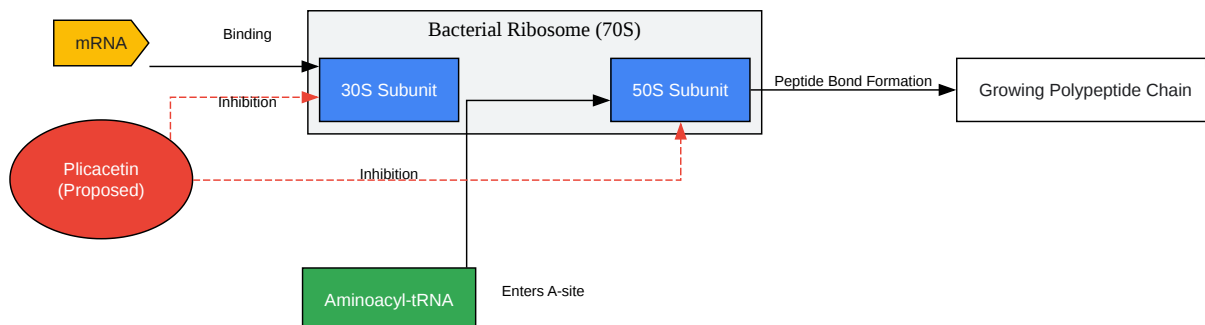 Bacterial Ribosome (70S)
mRNA
Binding
30S Subunit
50S Subunit
Peptide Bond Formation
Growing Polypeptide Chain
Inhibition
Plicacetin
(Proposed)
Inhibition
Aminoacyl-tRNA
Enters A-site